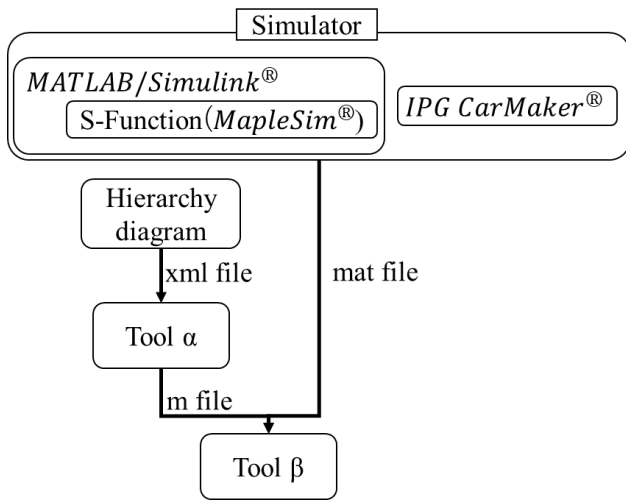 Simulator
MATLAB/Simulink®
S-Function(MapleSim®)
IPG CarMaker®
Hierarchy
diagram
xml file
mat file
Tool α
m file
Tool β